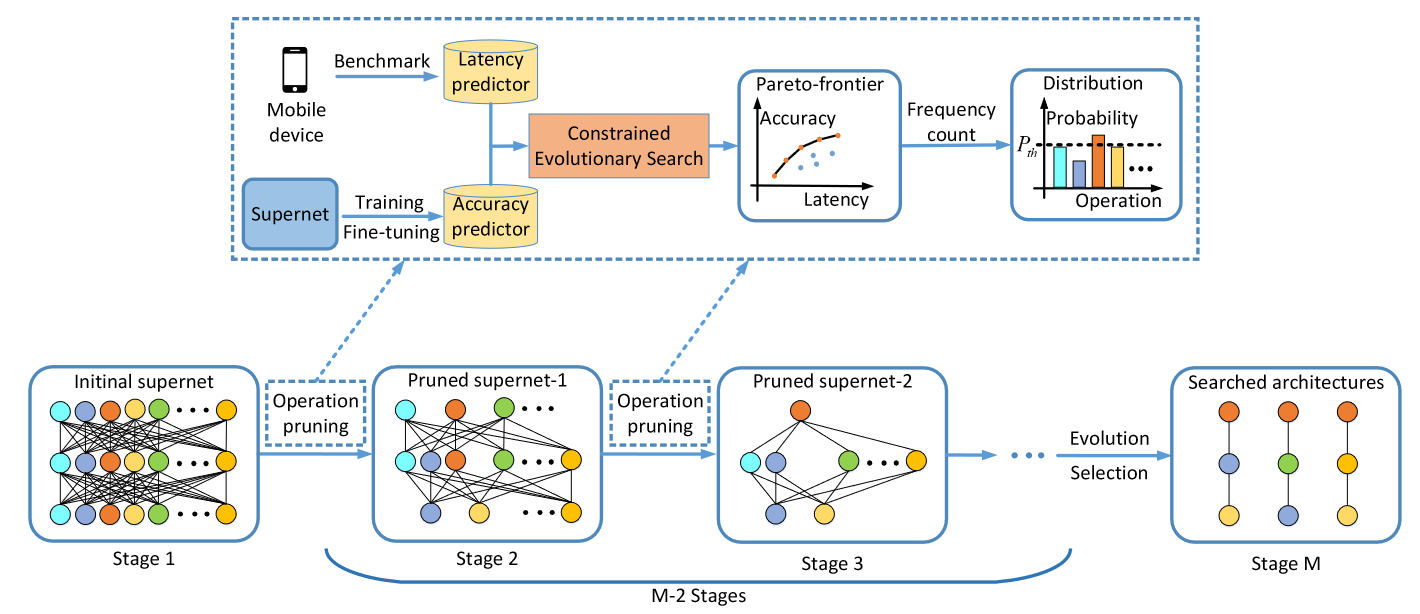 Benchmark
Mobile
device
Latency
predictor
Supernet
Training
Fine-tuning
Accuracy
predictor
Constrained
Evolutionary Search
Pareto-frontier
Accuracy
Latency
Frequency
count
Distribution
Probability
P_th
Operation
Initinal supernet
Stage 1
Operation
pruning
Pruned supernet-1
Stage 2
Operation
pruning
Pruned supernet-2
Stage 3
M-2 Stages
Evolution
Selection
Searched architectures
Stage M